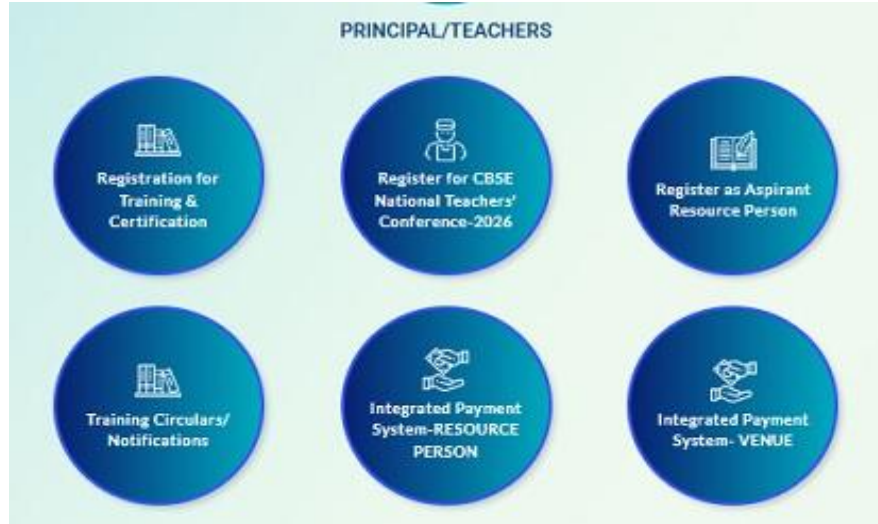 PRINCIPAL/TEACHERS
Registration for
Training &
Certification
Register for CBSE
National Teachers'
Conference-2026
Register as Aspirant
Resource Person
Training Circulars/
Notifications
Integrated Payment
System-RESOURCE
PERSON
Integrated Payment
System- VENUE